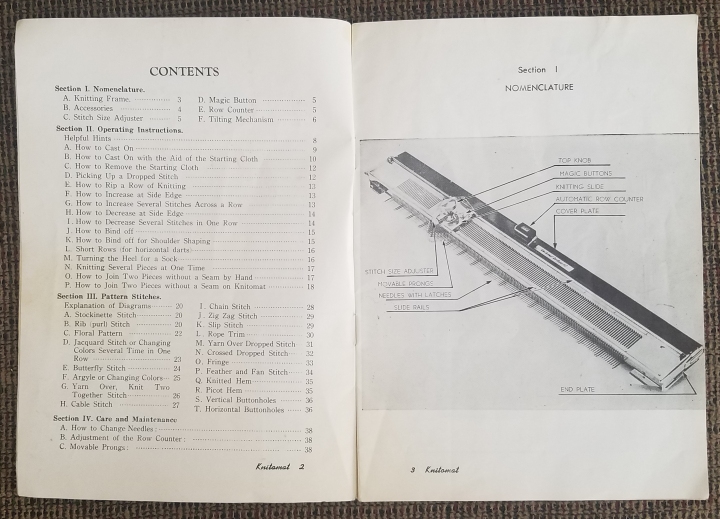 CONTENTS
Section I. Nomenclature.
A. Knitting Frame. ............ 3
B. Accessories ............ 4
C. Stitch Size Adjuster ............ 5
D. Magic Button ............ 5
E. Row Counter ............ 5
F. Tilting Mechanism ............ 6
Section II. Operating Instructions.
Helpful Hints ............ 8
A. How to Cast On ............ 9
B. How to Cast On with the Aid of the Starting Cloth ............ 10
C. How to Remove the Starting Cloth ............ 12
D. Picking Up a Dropped Stitch ............ 12
E. How to Rip a Row of Knitting ............ 13
F. How to Increase at Side Edge ............ 13
G. How to Increase Several Stitches Across a Row ............ 13
H. How to Decrease at Side Edge ............ 14
I. How to Decrease Several Stitches in One Row ............ 14
J. How to Bind off ............ 15
K. How to Bind off for Shoulder Shaping ............ 15
L. Short Rows (for horizontal darts) ............ 16
M. Turning the Heel for a Sock ............ 16
N. Knitting Several Pieces at One Time ............ 17
O. How to Join Two Pieces without a Seam by Hand ............ 17
P. How to Join Two Pieces without a Seam on Knitomat ............ 18
Section III. Pattern Stitches.
Explanation of Diagrams ............ 20
A. Stockinette Stitch ............ 20
B. Rib (purl) Stitch ............ 20
C. Floral Pattern ............ 22
D. Jacquard Stitch or Changing
Colors Several Time in One
Row ............ 23
E. Butterfly Stitch ............ 24
F. Argyle or Changing Colors ... 25
G. Yarn Over, Knit Two
Together Stitch ............ 26
H. Cable Stitch ............ 27
I. Chain Stitch ............ 28
J. Zig Zag Stitch ............ 29
K. Slip Stitch ............ 29
L. Rope Trim ............ 30
M. Yarn Over Dropped Stitch ... 31
N. Crossed Dropped Stitch ... 32
O. Fringe ............ 33
P. Feather and Fan Stitch ............ 34
Q. Knitted Hem ............ 35
R. Picot Hem ............ 35
S. Vertical Buttonholes ............ 36
T. Horizontal Buttonholes ............ 36
Section IV. Care and Maintenance
A. How to Change Needles : ............ 38
B. Adjustment of the Row Counter : ............ 38
C. Movable Prongs : ............ 38
Knitomat 2
Section I
NOMENCLATURE
TOP KNOB
MAGIC BUTTONS
KNITTING SLIDE
AUTOMATIC ROW COUNTER
COVER PLATE
STITCH SIZE ADJUSTER
MOVABLE PRONGS
NEEDLES WITH LATCHES
SLIDE RAILS
END PLATE
3 Knitomat